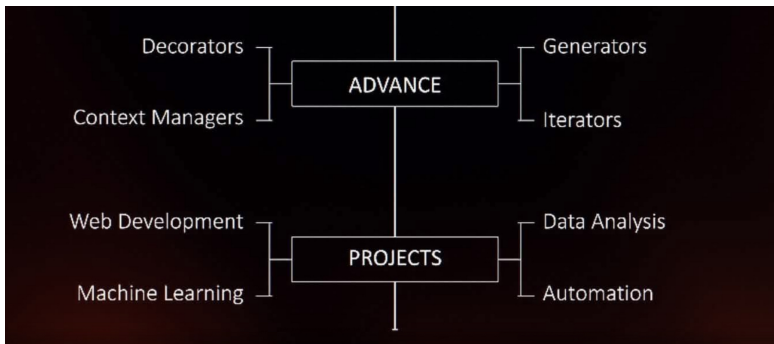 Decorators
Generators
ADVANCE
Context Managers
Iterators
Web Development
Data Analysis
PROJECTS
Machine Learning
Automation